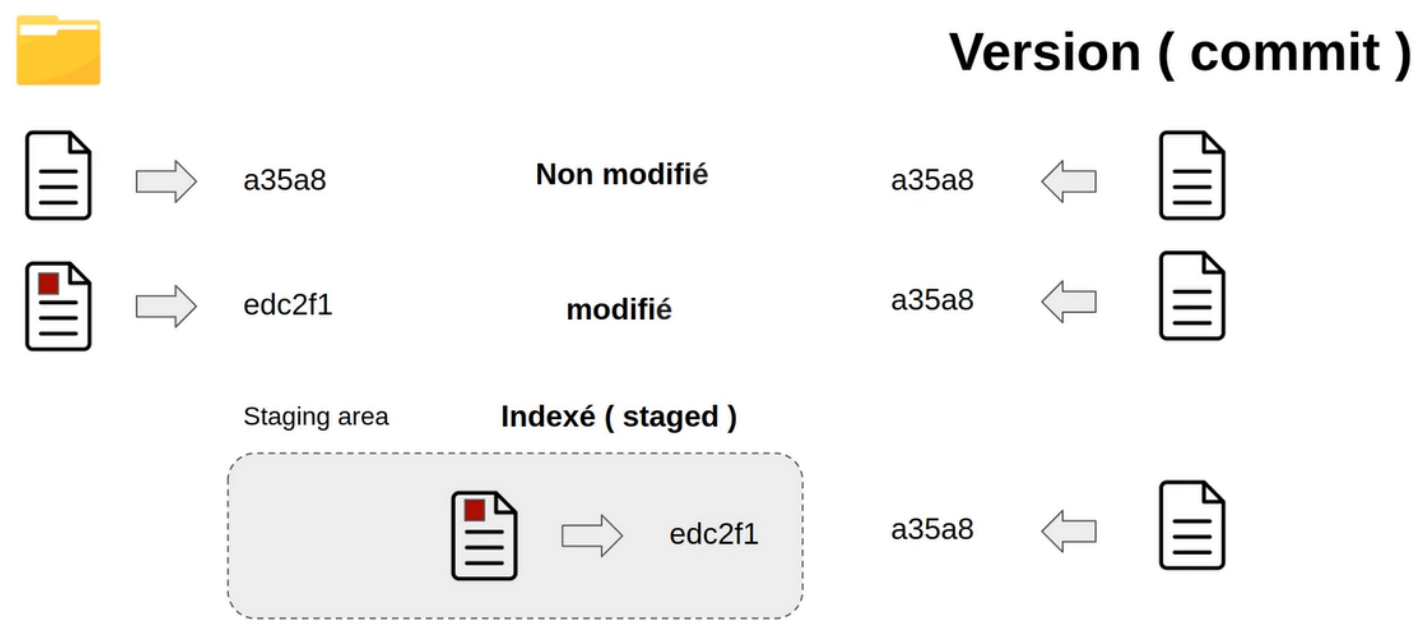 Version ( commit )
a35a8 Non modifié a35a8
edc2f1 modifié a35a8
Staging area Indexé ( staged )
edc2f1 a35a8